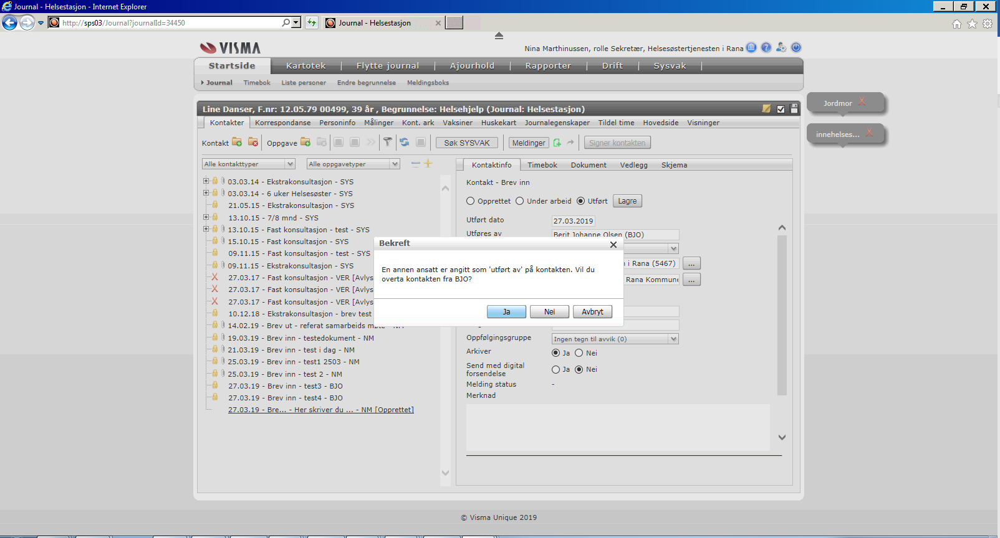 Journal - Helsestasjon - Internet Explorer
http://sps03/Journal?journalId=34450
Journal - Helsestasjon
VISMA
Nina Marthinussen, rolle Sekretær, Helsesøstertjenesten i Rana
Startside Kartotek Flytte journal Ajourhold Rapporter Drift Sysvak
Journal Timebok Liste personer Endre begrunnelse Meldingsboks
Jordmor
innehelses...
Line Danser, F.nr: 12.05.79 00499, 39 år , Begrunnelse: Helsehjelp (Journal: Helsestasjon)
Kontakter Korrespondanse Personinfo Målinger Kont. ark Vaksiner Huskekart Journalegenskaper Tildel time Hovedside Visninger
Kontakt Oppgave Søk SYSVAK Meldinger Signer kontakten
Alle kontakttyper Alle oppgavetyper
03.03.14 - Ekstrakonsultasjon - SYS
03.03.14 - 6 uker Helsesøster - SYS
21.05.15 - Ekstrakonsultasjon - SYS
13.10.15 - 7/8 mnd - SYS
13.10.15 - Fast konsultasjon - test - SYS
15.10.15 - Fast konsultasjon - SYS
09.11.15 - Fast konsultasjon - test - SYS
09.11.15 - Ekstrakonsultasjon - SYS
27.03.17 - Fast konsultasjon - VER [Avlys
27.03.17 - Fast konsultasjon - VER [Avlys
27.03.17 - Fast konsultasjon - VER [Avlys
10.12.18 - Ekstrakonsultasjon - brev test
14.02.19 - Brev ut - referat samarbeids møte - NM
19.03.19 - Brev inn - testedokument - NM
21.03.19 - Brev inn - test i dag - NM
25.03.19 - Brev inn - test1 2503 - NM
25.03.19 - Brev inn - test 2 - NM
27.03.19 - Brev inn - test3 - BJO
27.03.19 - Brev inn - test4 - BJO
27.03.19 - Bre... - Her skriver du ... - NM [Opprettet]
Kontaktinfo Timebok Dokument Vedlegg Skjema
Kontakt - Brev inn
Opprettet Under arbeid Utført Lagre
Utført dato 27.03.2019
Utføres av Berit Johanne Olsen (BJO)
i Rana (5467) ...
Rana Kommune ...
Bekreft
En annen ansatt er angitt som 'utført av' på kontakten. Vil du
overta kontakten fra BJO?
Ja Nei Avbryt
Oppfølgingsgruppe Ingen tegn til avvik (0)
Arkiver Ja Nei
Send med digital
forsendelse Ja Nei
Melding status -
Merknad
© Visma Unique 2019